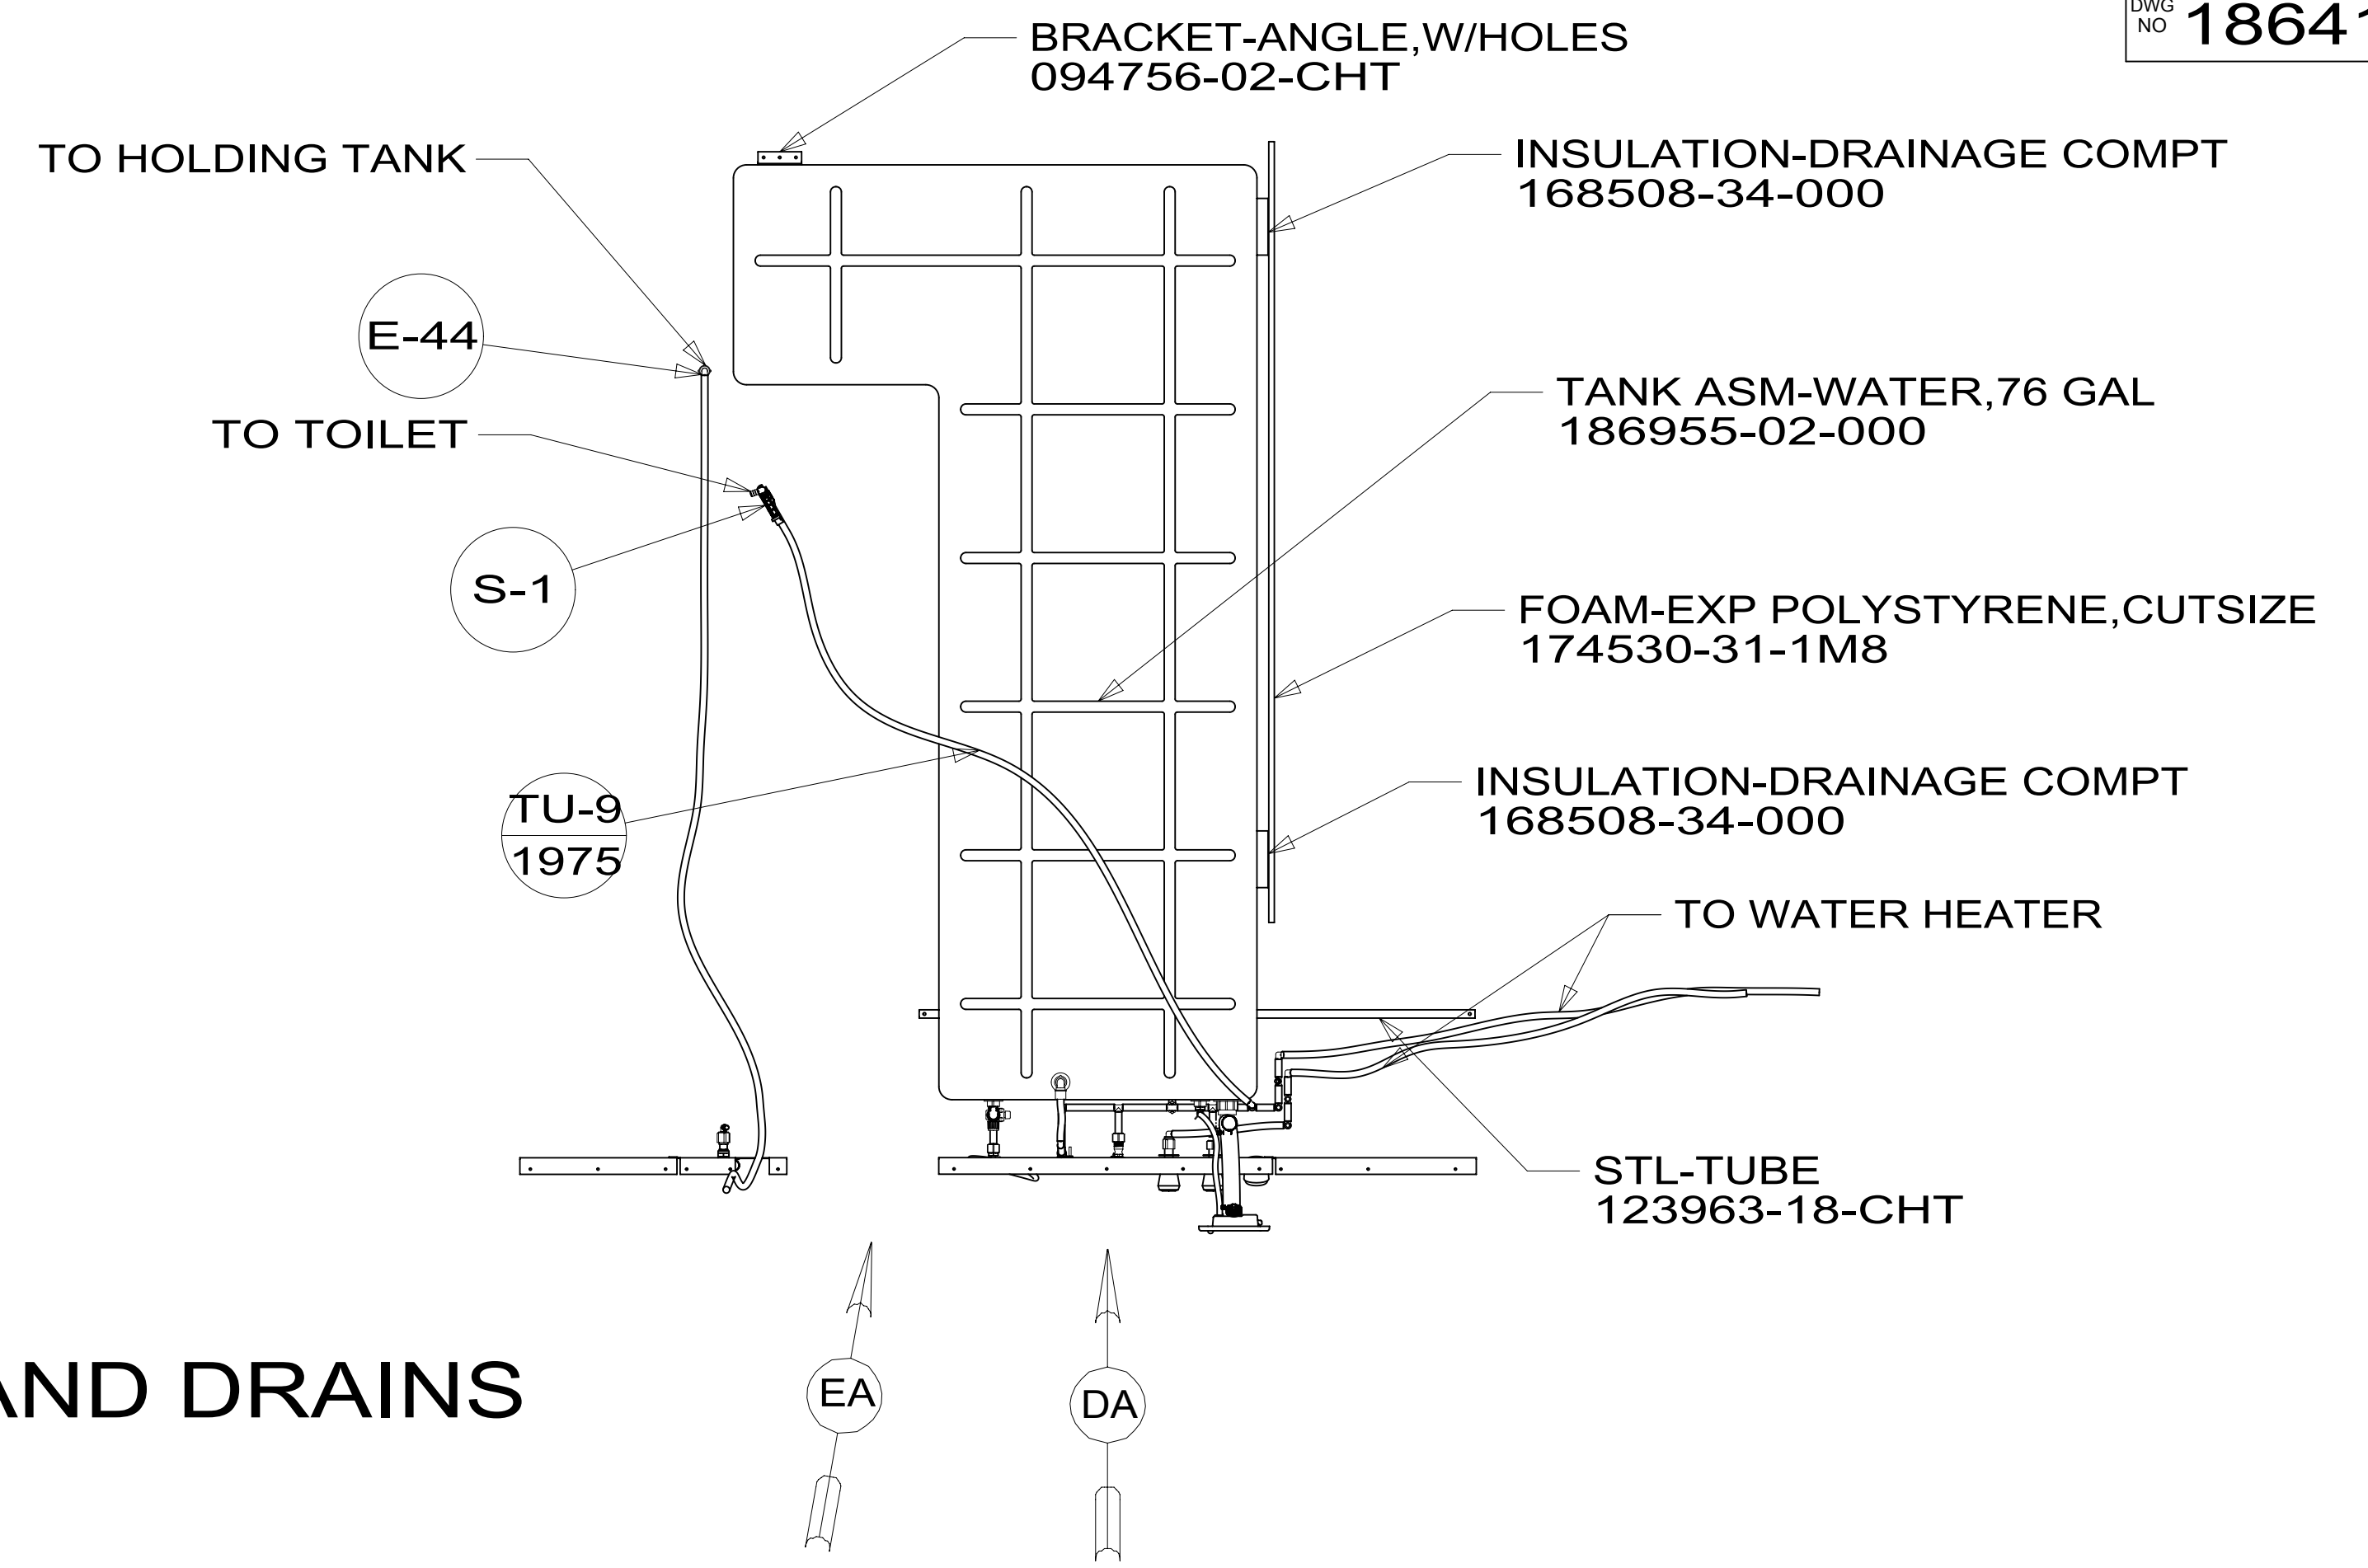 DWG
NO 18641
BRACKET-ANGLE,W/HOLES
094756-02-CHT
TO HOLDING TANK
INSULATION-DRAINAGE COMPT
168508-34-000
E-44
TO TOILET
TANK ASM-WATER,76 GAL
186955-02-000
S-1
FOAM-EXP POLYSTYRENE,CUTSIZE
174530-31-1M8
TU-9
1975
INSULATION-DRAINAGE COMPT
168508-34-000
TO WATER HEATER
STL-TUBE
123963-18-CHT
AND DRAINS
EA
DA